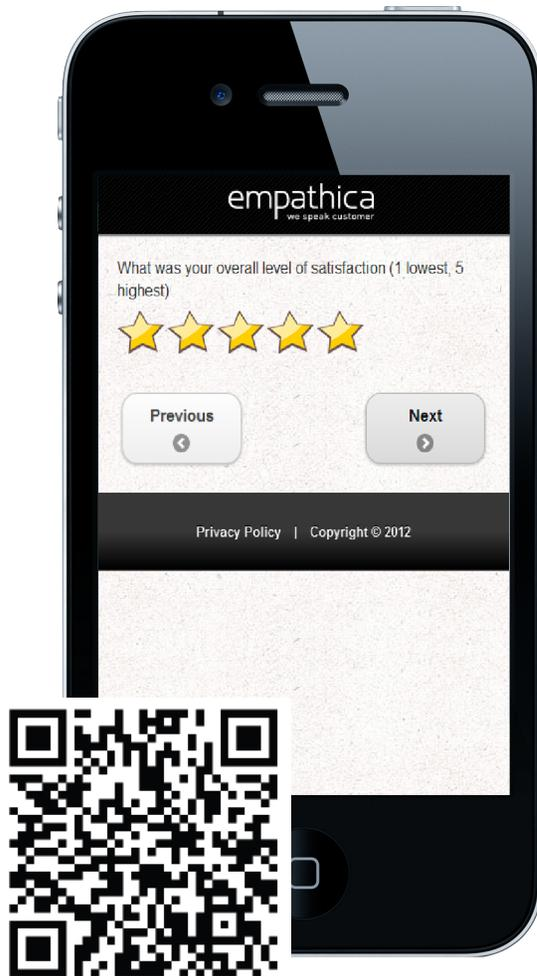 empathica
we speak customer
What was your overall level of satisfaction (1 lowest, 5
highest)
Previous
Next
Privacy Policy | Copyright © 2012